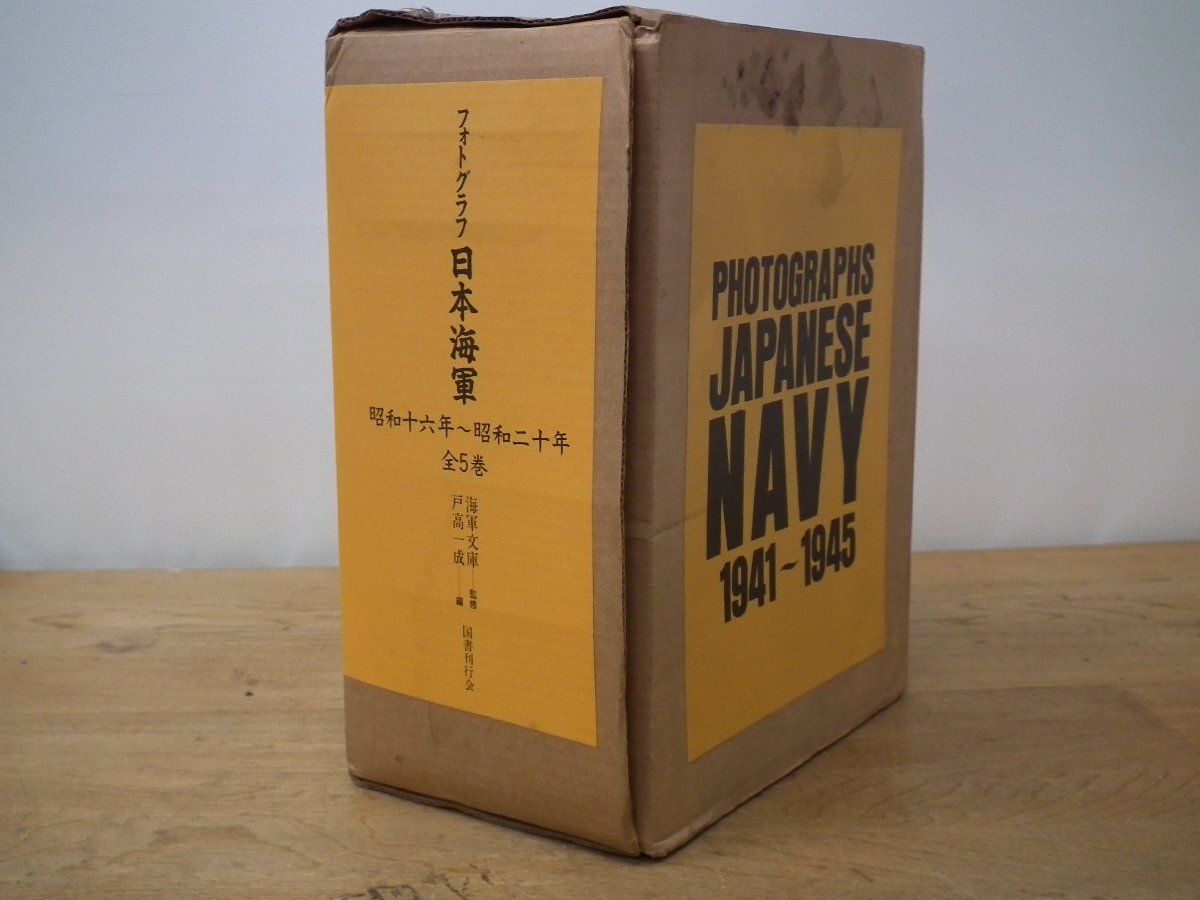 フォトグラフ 日本海軍
昭和十六年～昭和二十年
全5巻
海軍文庫―監修
戸高一成―編
国書刊行会
PHOTOGRAPHS
JAPANESE
NAVY
1941～1945